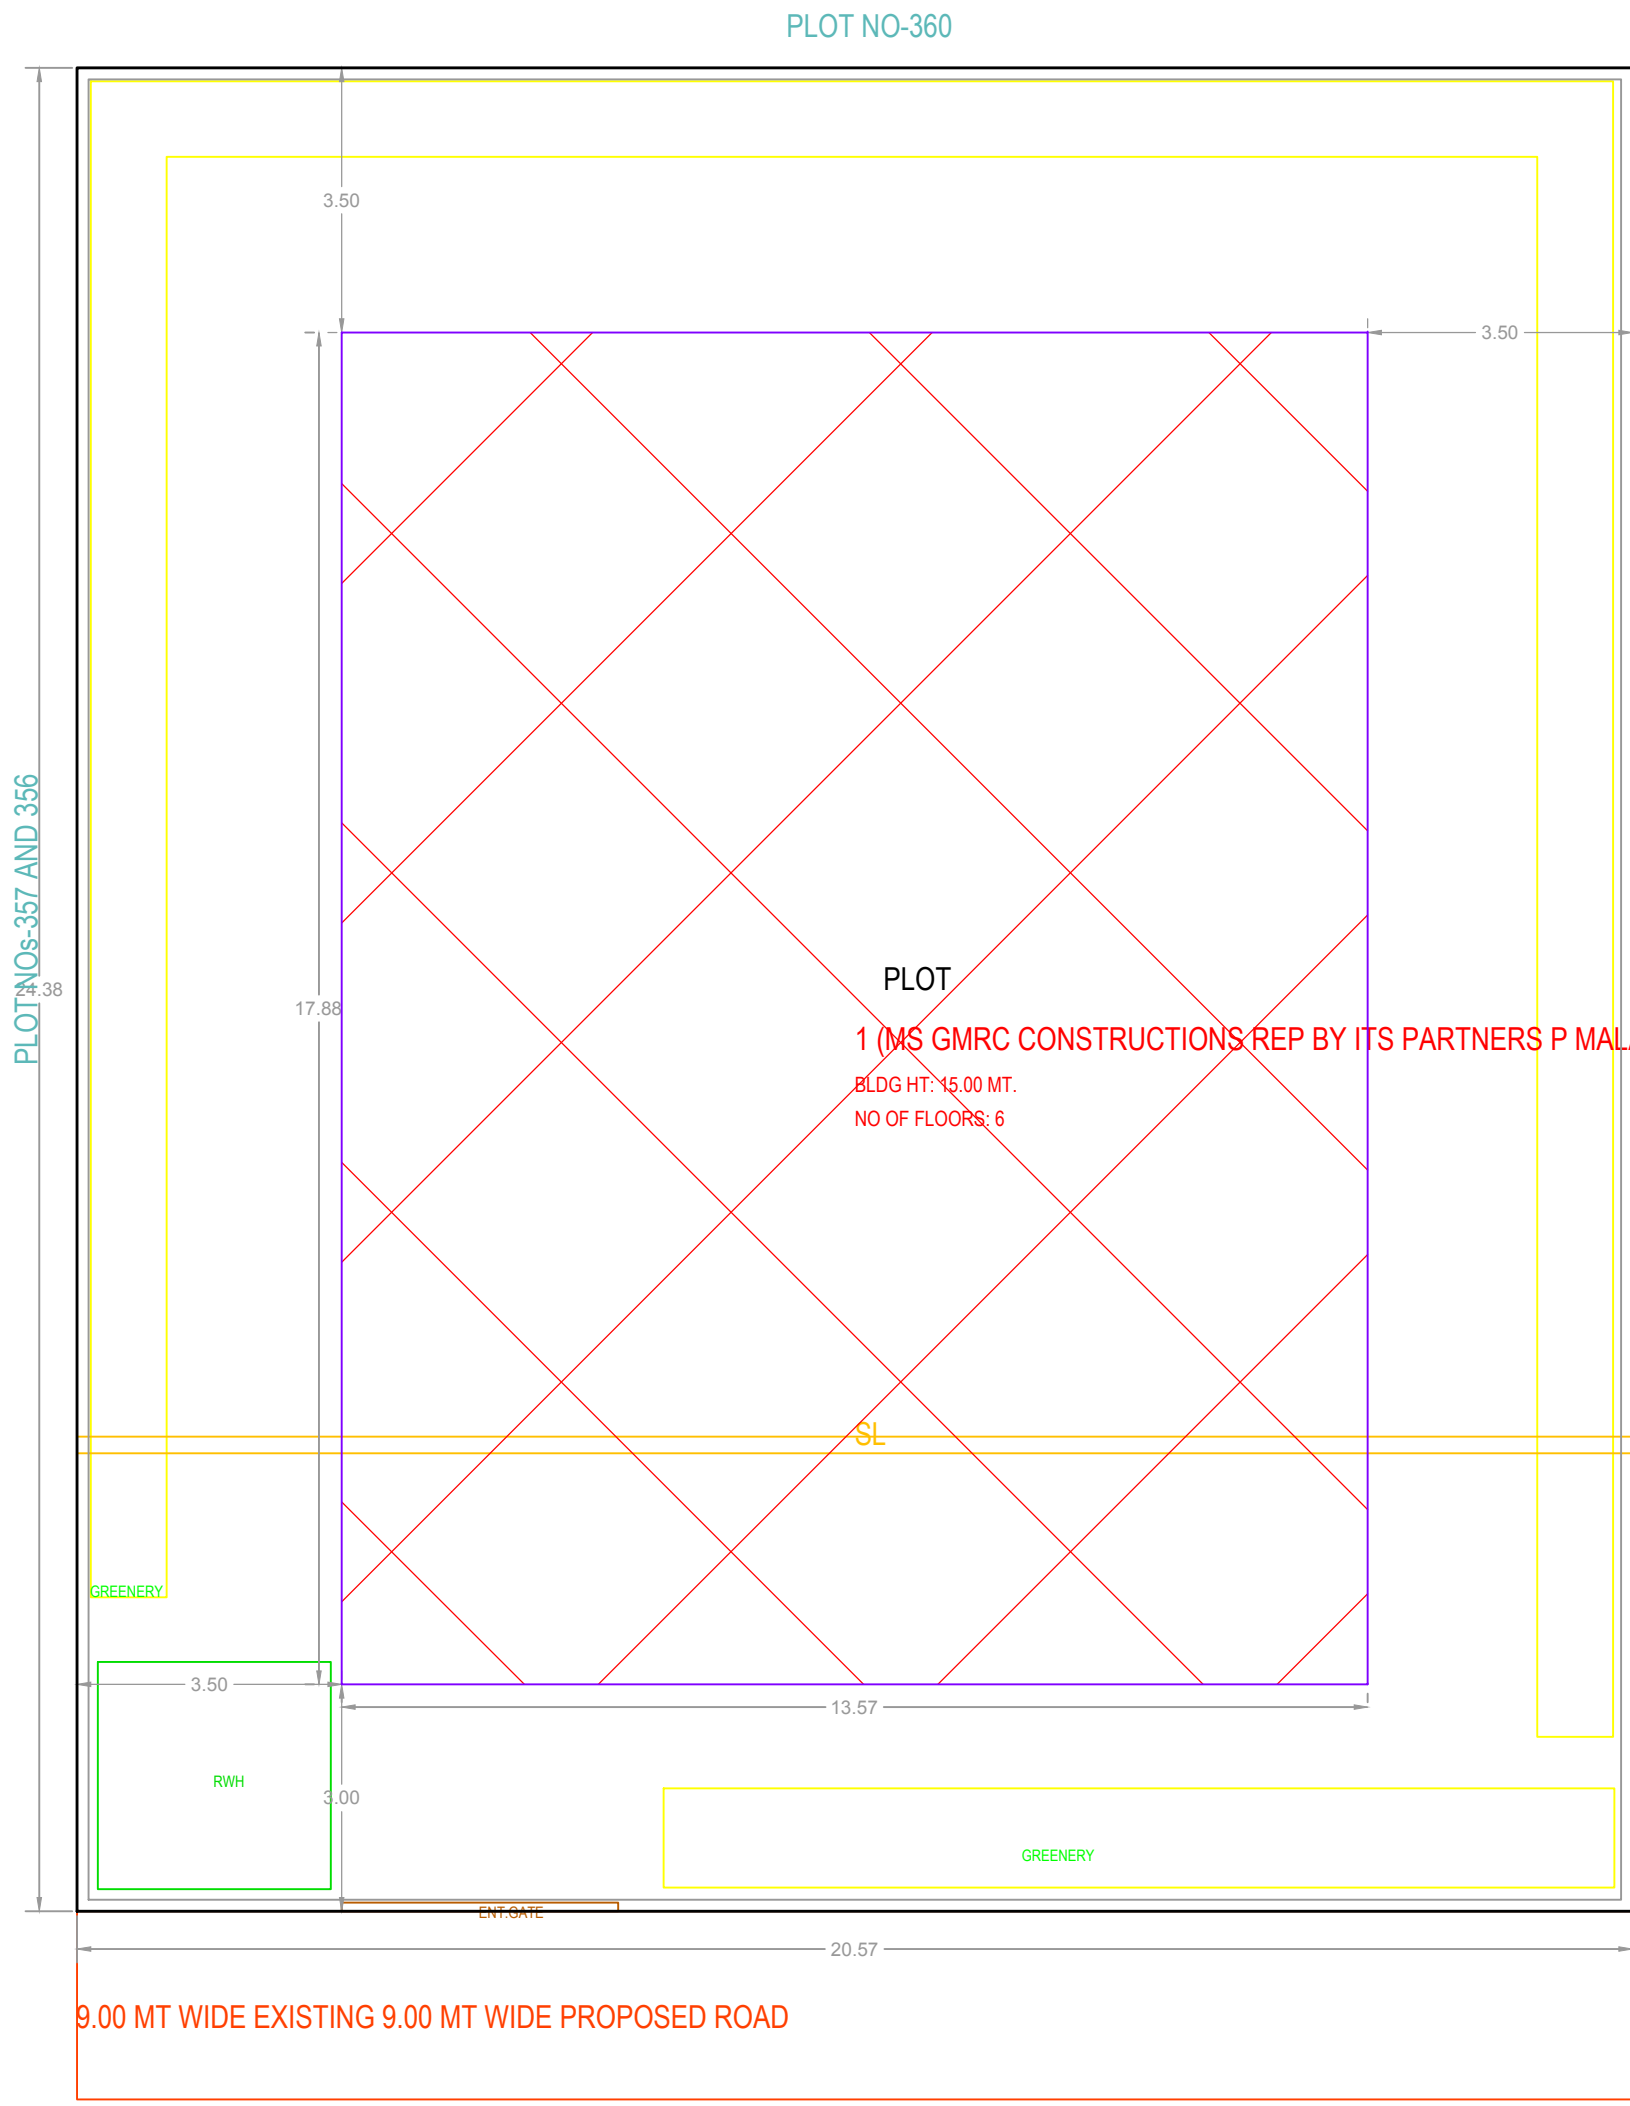 PLOT NO-360
3.50
3.50
PLOT NOs-357 AND 356
24.38
17.88
PLOT
1 (MS GMRC CONSTRUCTIONS REP BY ITS PARTNERS P MAL
BLDG HT: 15.00 MT.
NO OF FLOORS: 6
SL
GREENERY
3.50
13.57
RWH
3.00
GREENERY
ENT.GATE
20.57
9.00 MT WIDE EXISTING 9.00 MT WIDE PROPOSED ROAD